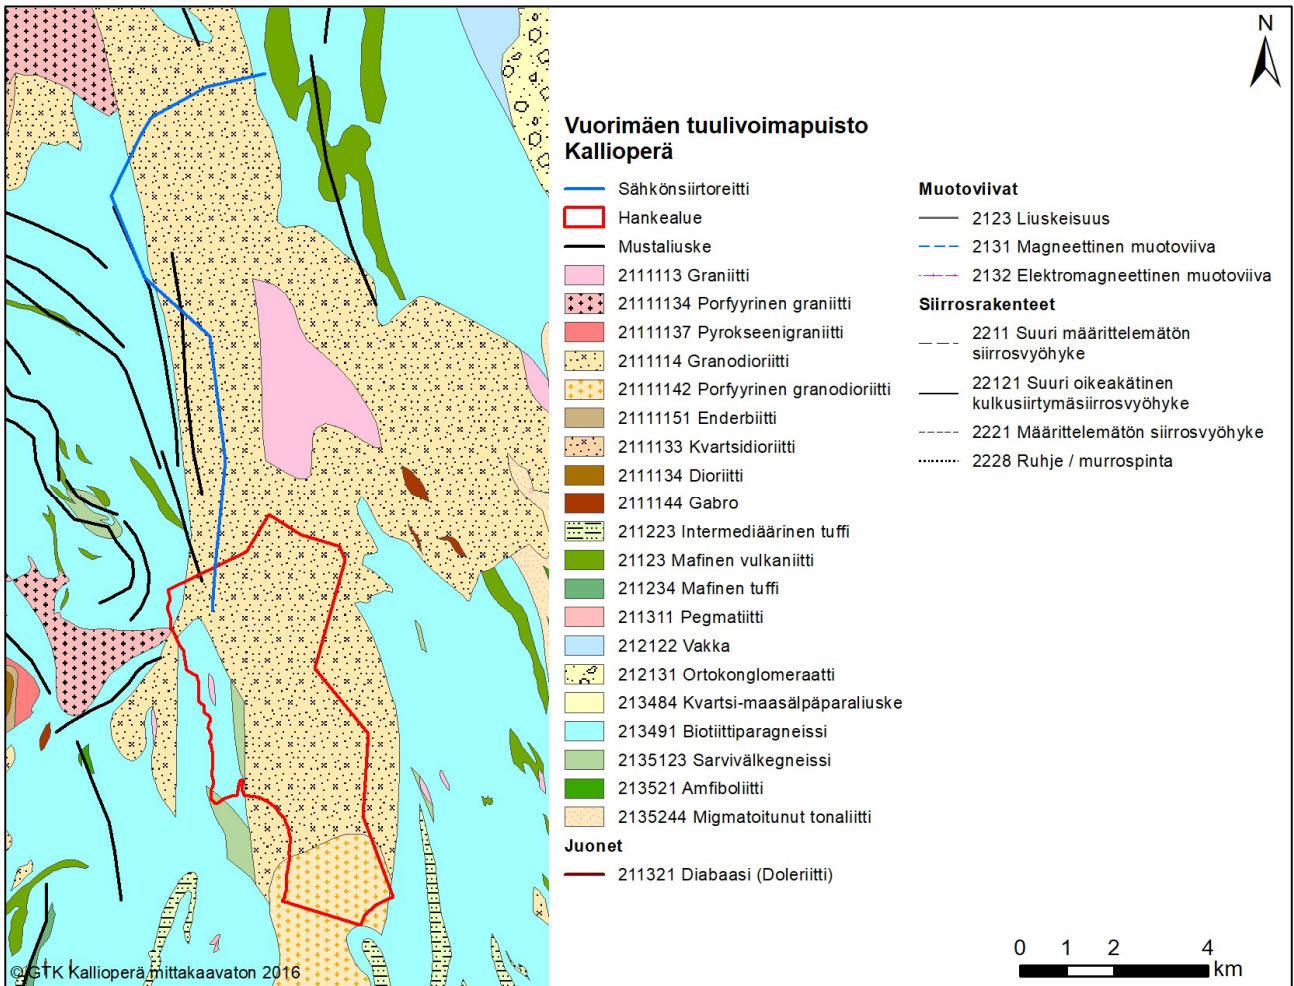 N
Vuorimäen tuulivoimapuisto
Kallioperä
Sähkönsiirtoreitti
Hankealue
Mustaliuske
2111113 Graniitti
21111134 Porfyyrinen graniitti
21111137 Pyrokseenigraniitti
2111114 Granodioriitti
21111142 Porfyyrinen granodioriitti
21111151 Enderbiitti
2111133 Kvartsidioriitti
2111134 Dioriitti
2111144 Gabro
211223 Intermediäärinen tuffi
21123 Mafinen vulkaniitti
211234 Mafinen tuffi
211311 Pegmatiitti
212122 Vakka
212131 Ortokonglomeraatti
213484 Kvartsi-maasälpäparaliuske
213491 Biotiittiparagneissi
2135123 Sarvivälkegneissi
213521 Amfiboliitti
2135244 Migmatoitunut tonaliitti
Juonet
211321 Diabaasi (Doleriitti)
Muotoviivat
2123 Liuskeisuus
2131 Magneettinen muotoviiva
2132 Elektromagneettinen muotoviiva
Siirrosrakenteet
2211 Suuri määrittelemätön
siirrosvyöhyke
22121 Suuri oikeakätinen
kulkusiirtymäsiirrosvyöhyke
2221 Määrittelemätön siirrosvyöhyke
2228 Ruhje / murrospinta
0 1 2 4
km
©GTK Kallioperä mittakaavaton 2016